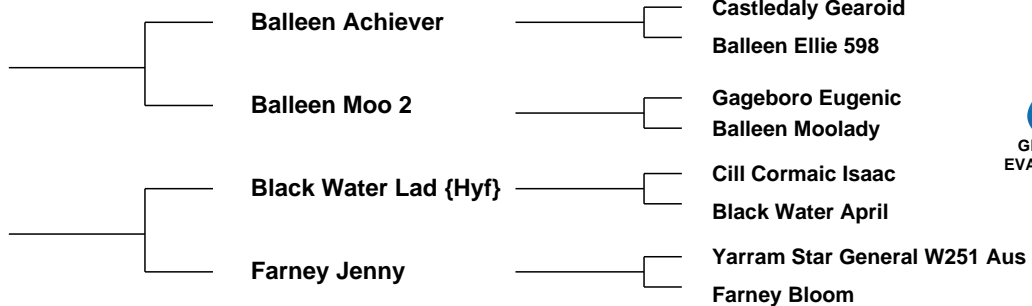 Castledaly Gearoid
Balleen Achiever
Balleen Ellie 598
Gageboro Eugenic
Balleen Moo 2
Balleen Moolady
Cill Cormaic Isaac
Black Water Lad {Hyf}
Black Water April
Yarram Star General W251 Aus
Farney Jenny
Farney Bloom